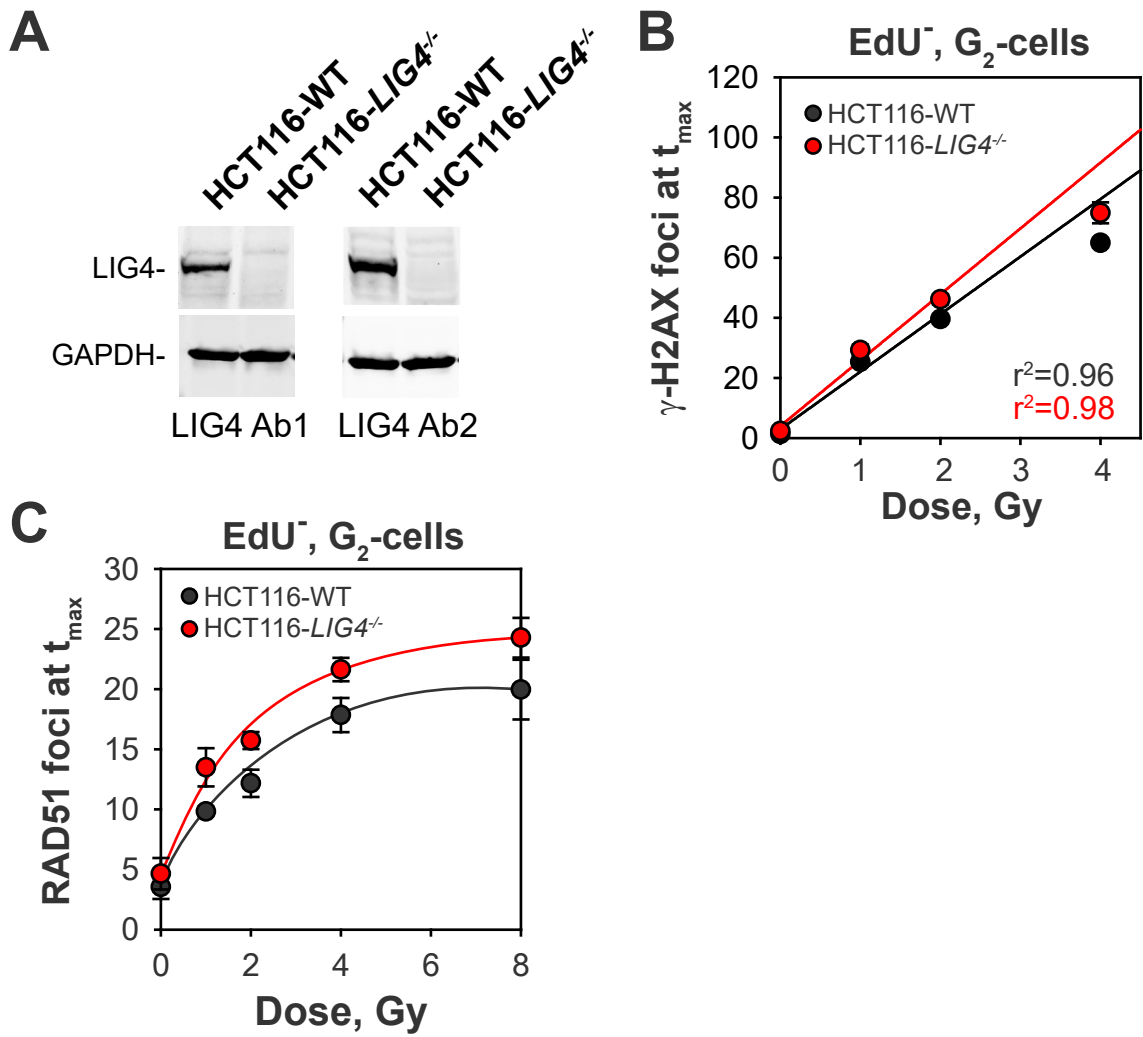 A
HCT116-WT
HCT116-LIG4-/-
HCT116-WT
HCT116-LIG4-/-
LIG4-
GAPDH-
LIG4 Ab1
LIG4 Ab2
B
EdU-, G2-cells
γ-H2AX foci at tmax
120
100
80
60
40
20
0
HCT116-WT
HCT116-LIG4-/-
r2=0.96
r2=0.98
0 1 2 3 4
Dose, Gy
C
EdU-, G2-cells
RAD51 foci at tmax
30
25
20
15
10
5
0
HCT116-WT
HCT116-LIG4-/-
0 2 4 6 8
Dose, Gy